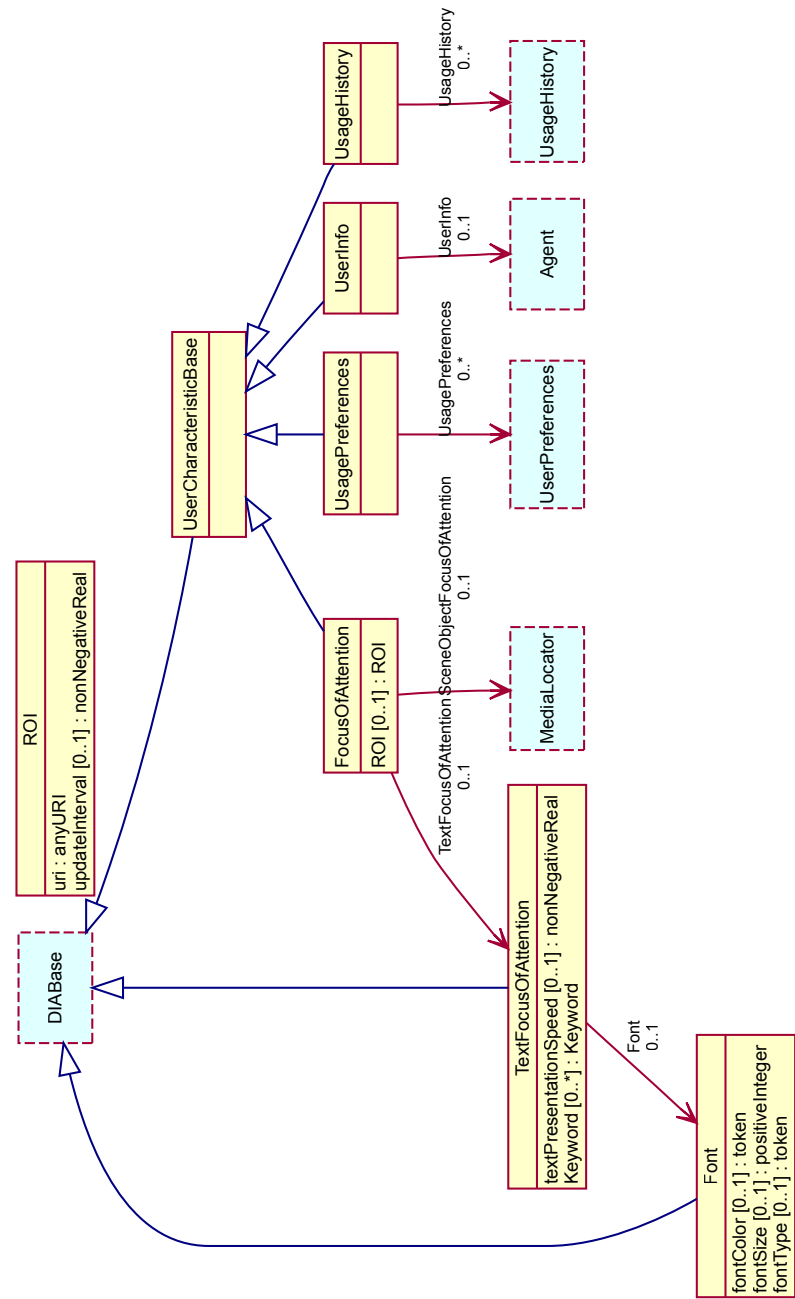 ROI
uri : anyURI
updateInterval [0..1] : nonNegativeReal
DIABase
UserCharacteristicBase
UsageHistory
UserInfo
UsagePreferences
FocusOfAttention
ROI [0..1] : ROI
UsageHistory
0..*
UserInfo
0..1
UsagePreferences
0..*
SceneObjectFocusOfAttention
0..1
TextFocusOfAttention
0..1
UsageHistory
Agent
UserPreferences
MediaLocator
TextFocusOfAttention
textPresentationSpeed [0..1] : nonNegativeReal
Keyword [0..*] : Keyword
Font
0..1
Font
fontColor [0..1] : token
fontSize [0..1] : positiveInteger
fontType [0..1] : token